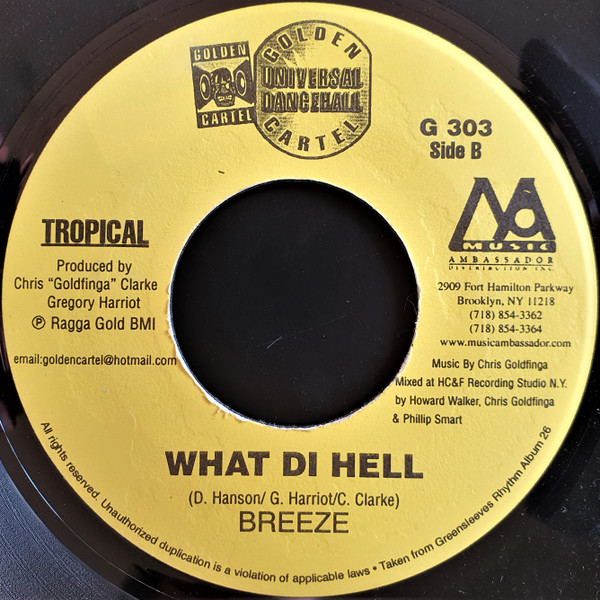 GOLDEN
CARTEL
GOLDEN
UNIVERSAL
DANCEHALL
CARTEL
G 303
Side B
TROPICAL
Produced by
Chris "Goldfinga" Clarke
Gregory Harriot
℗ Ragga Gold BMI
email:goldencartel@hotmail.com
MA
MUSIC
AMBASSADOR
DISTRIBUTION INC.
2909 Fort Hamilton Parkway
Brooklyn, NY 11218
(718) 854-3362
(718) 854-3364
www.musicambassador.com
Music By Chris Goldfinga
Mixed at HC&F Recording Studio N.Y.
by Howard Walker, Chris Goldfinga
& Phillip Smart
WHAT DI HELL
(D. Hanson/ G. Harriot/C. Clarke)
BREEZE
All rights reserved. Unauthorized duplication is a violation of applicable laws • Taken from Greensleeves Rhythm Album 26